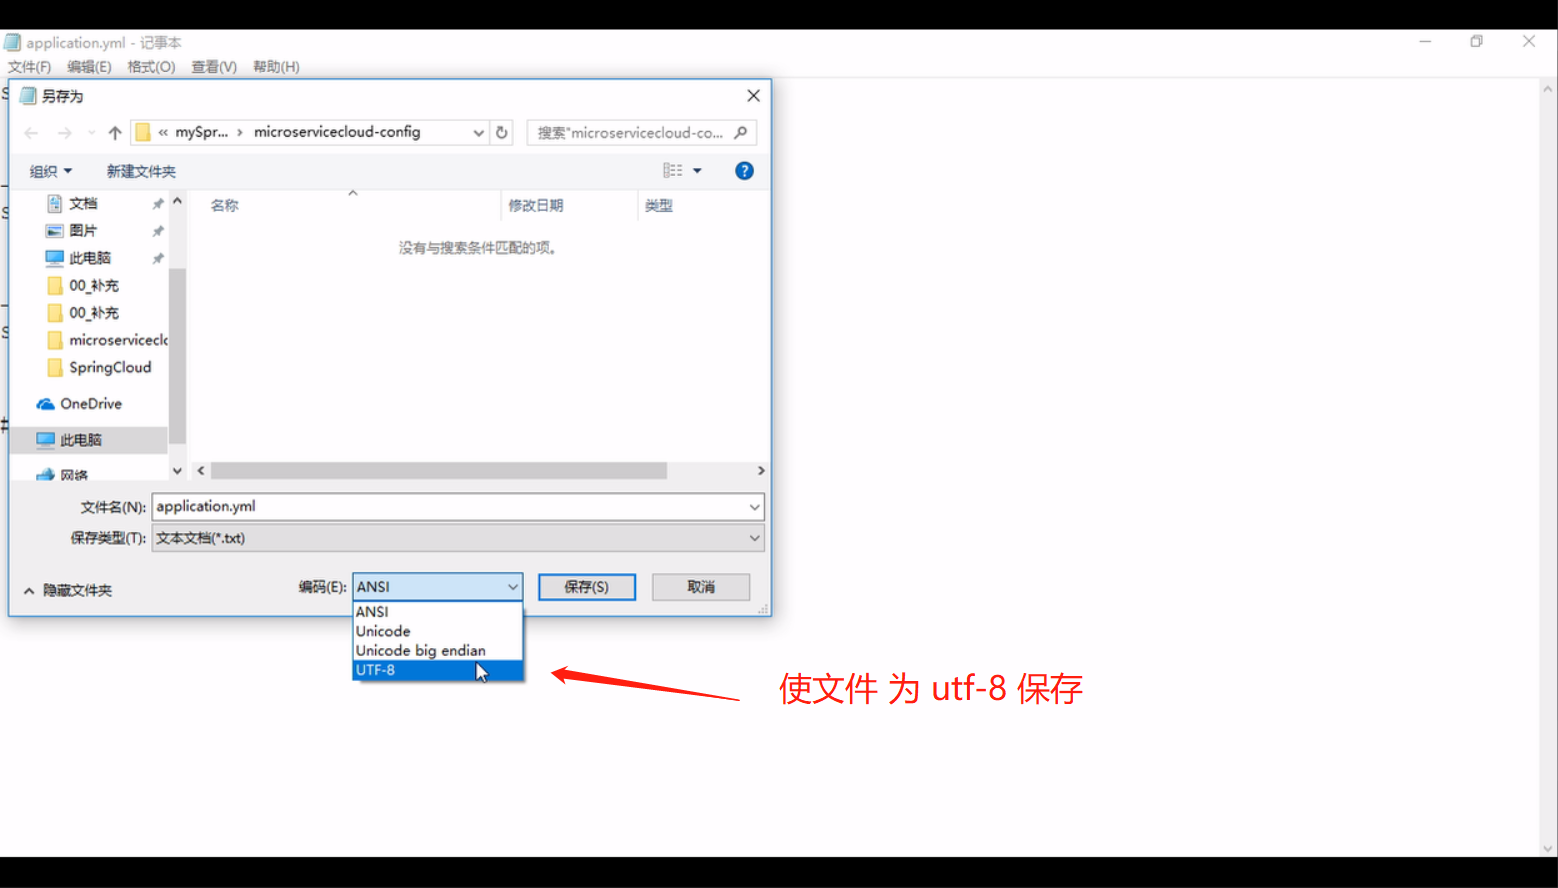 application.yml - 记事本
文件(F) 编辑(E) 格式(O) 查看(V) 帮助(H)
另存为
« mySpr... › microservicecloud-config
搜索"microservicecloud-co...
组织 新建文件夹
名称 修改日期 类型
没有与搜索条件匹配的项。
文档
图片
此电脑
00_补充
00_补充
microserviceclo
SpringCloud
OneDrive
此电脑
网络
文件名(N): application.yml
保存类型(T): 文本文档(*.txt)
隐藏文件夹
编码(E): ANSI 保存(S) 取消
ANSI
Unicode
Unicode big endian
UTF-8
使文件 为 utf-8 保存